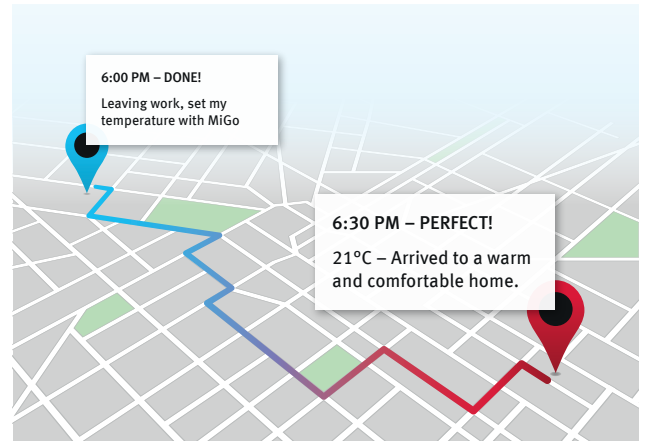 6:00 PM – DONE!
Leaving work, set my
temperature with MiGo
6:30 PM – PERFECT!
21°C – Arrived to a warm
and comfortable home.